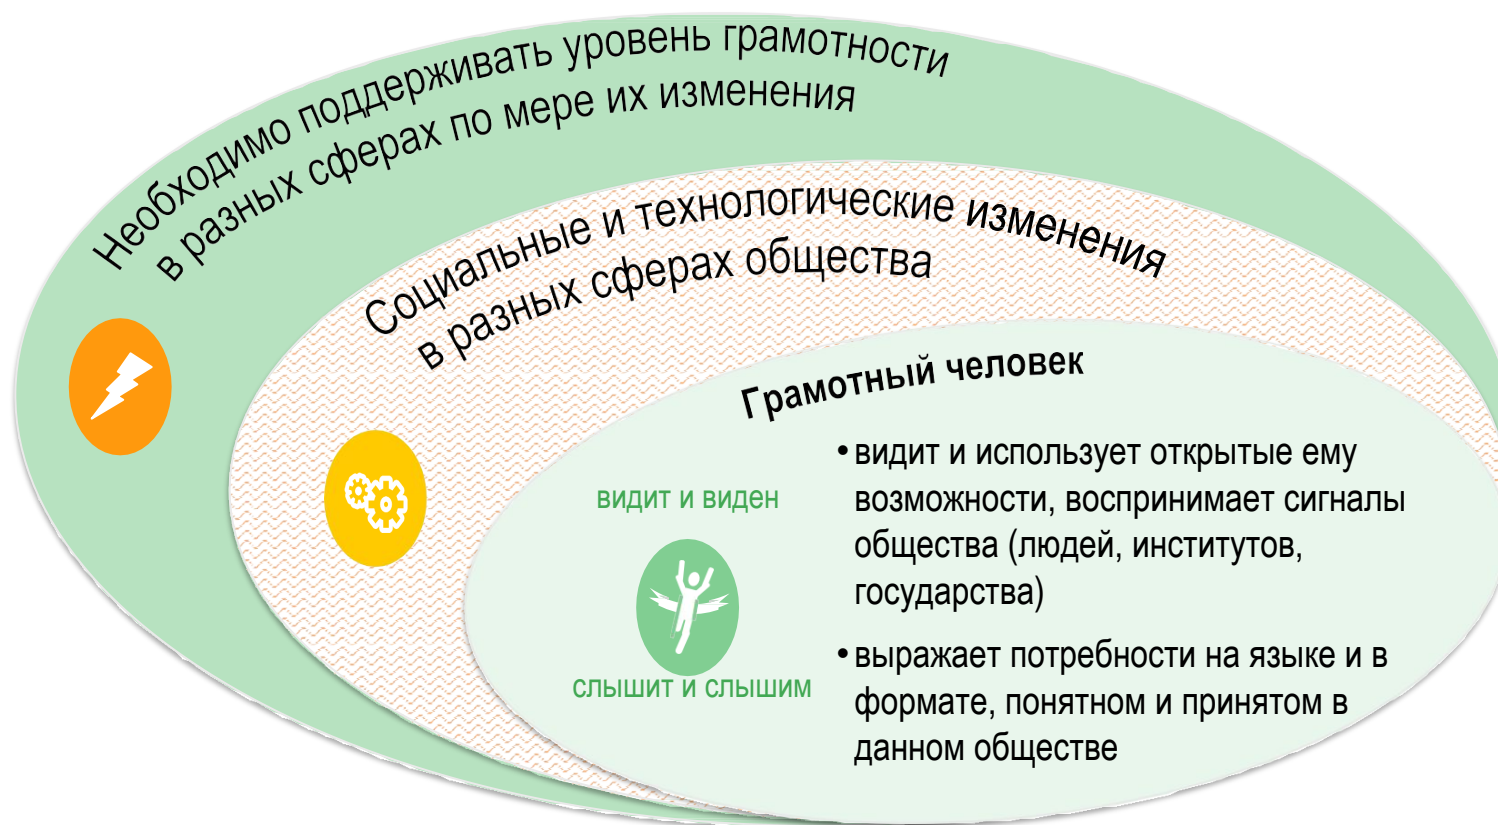 Необходимо поддерживать уровень грамотности
в разных сферах по мере их изменения
Социальные и технологические изменения
в разных сферах общества
Грамотный человек
видит и виден
слышит и слышим
• видит и использует открытые ему
возможности, воспринимает сигналы
общества (людей, институтов,
государства)
• выражает потребности на языке и в
формате, понятном и принятом в
данном обществе